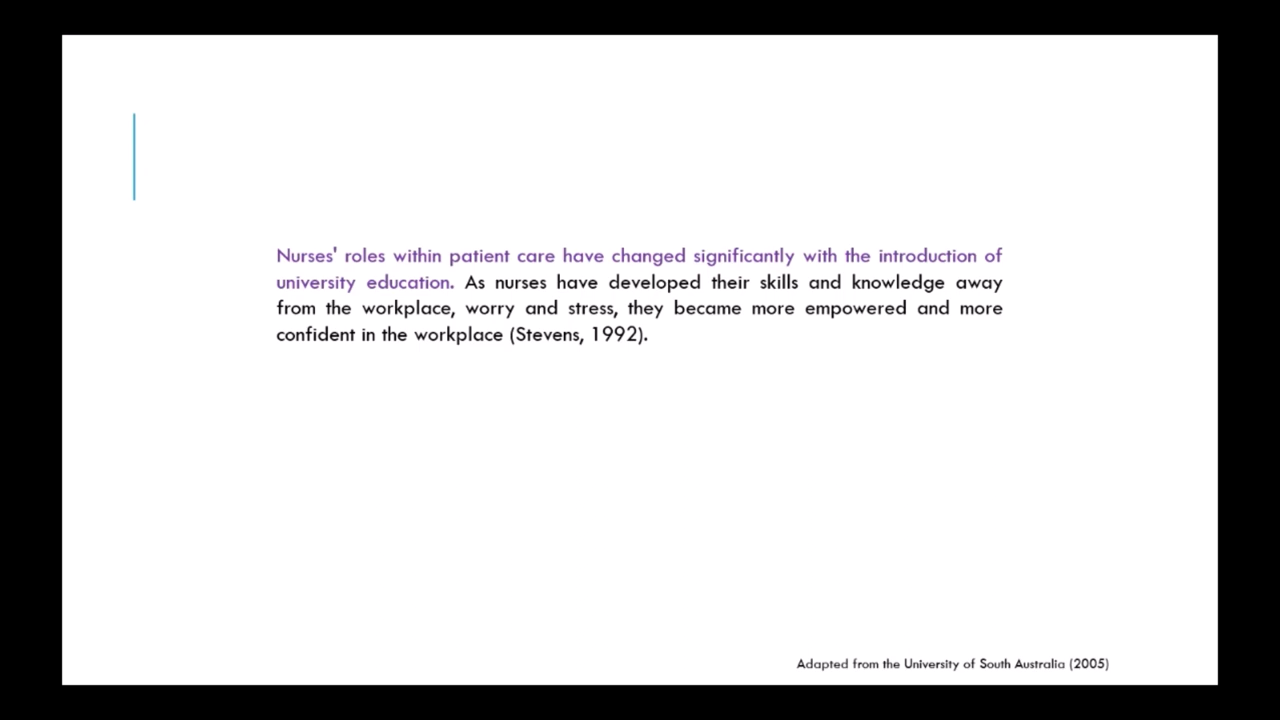 Nurses' roles within patient care have changed significantly with the introduction of
university education. As nurses have developed their skills and knowledge away
from the workplace, worry and stress, they became more empowered and more
confident in the workplace (Stevens, 1992).
Adapted from the University of South Australia (2005)